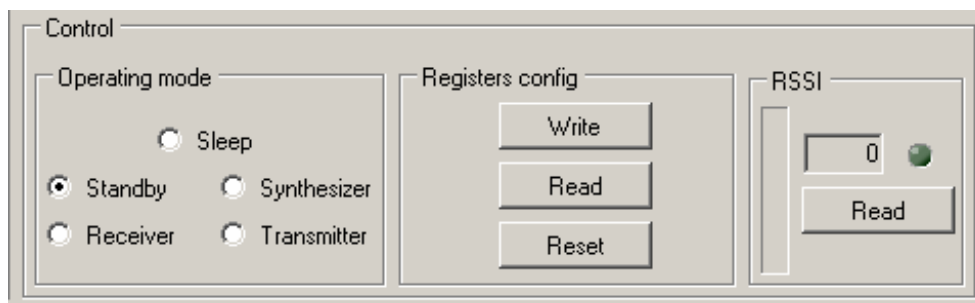 Control
Operating mode
Sleep
Standby
Synthesizer
Receiver
Transmitter
Registers config
Write
Read
Reset
RSSI
0
Read